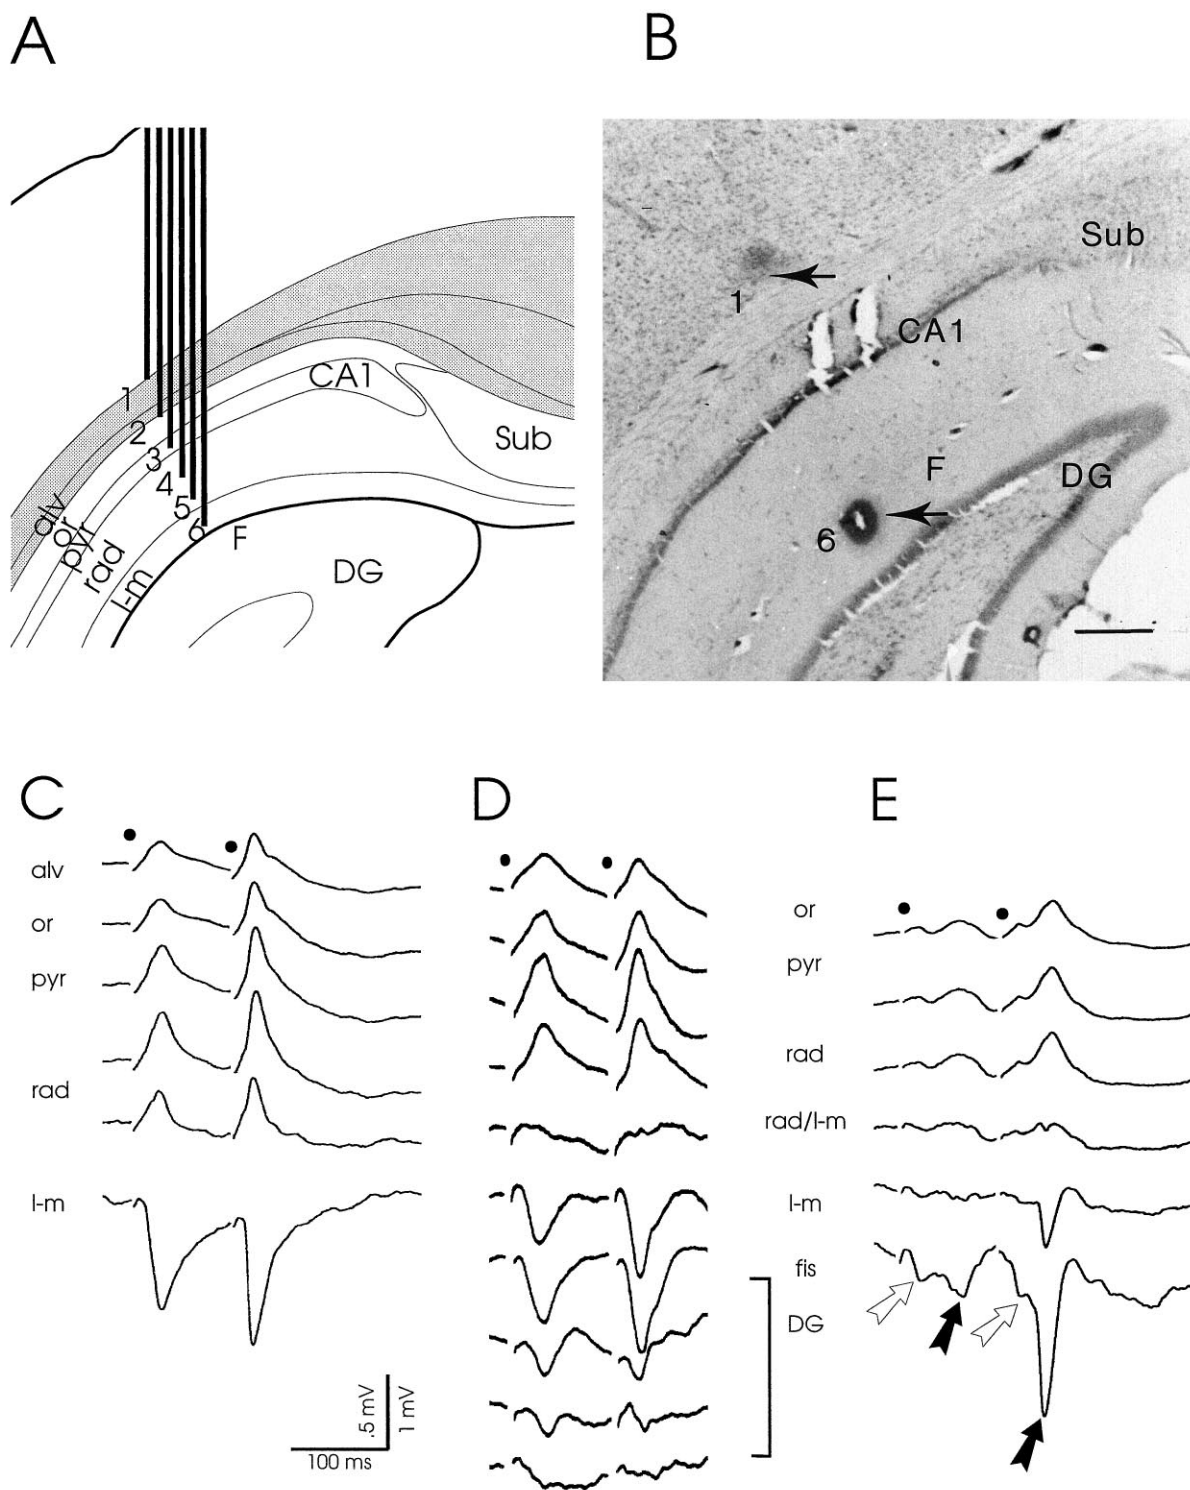 A
B
CA1
Sub
1
2
3
4
5
6
F
DG
alv
or
pyr
rad
l-m
Sub
1
CA1
F
DG
6
C
D
E
alv
or
pyr
rad
l-m
.5 mV
1 mV
100 ms
or
pyr
rad
rad/l-m
l-m
fis
DG